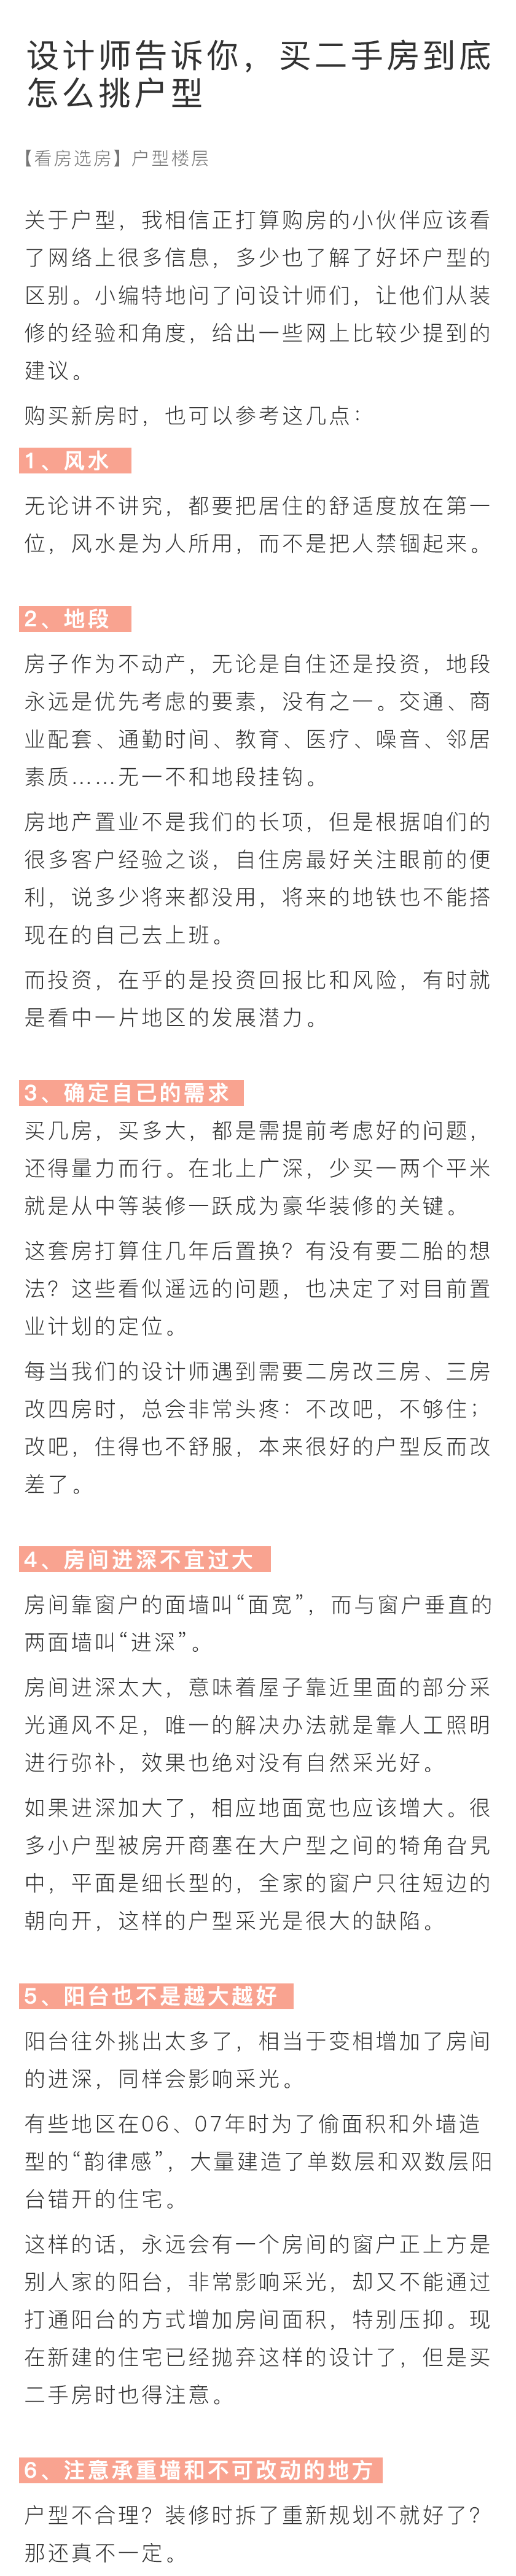 设计师告诉你，买二手房到底
怎么挑户型
【看房选房】户型楼层
关于户型，我相信正打算购房的小伙伴应该看
了网络上很多信息，多少也了解了好坏户型的
区别。小编特地问了问设计师们，让他们从装
修的经验和角度，给出一些网上比较少提到的
建议。
购买新房时，也可以参考这几点：
1、风水
无论讲不讲究，都要把居住的舒适度放在第一
位，风水是为人所用，而不是把人禁锢起来。
2、地段
房子作为不动产，无论是自住还是投资，地段
永远是优先考虑的要素，没有之一。交通、商
业配套、通勤时间、教育、医疗、噪音、邻居
素质……无一不和地段挂钩。
房地产置业不是我们的长项，但是根据咱们的
很多客户经验之谈，自住房最好关注眼前的便
利，说多少将来都没用，将来的地铁也不能搭
现在的自己去上班。
而投资，在乎的是投资回报比和风险，有时就
是看中一片地区的发展潜力。
3、确定自己的需求
买几房，买多大，都是需提前考虑好的问题，
还得量力而行。在北上广深，少买一两个平米
就是从中等装修一跃成为豪华装修的关键。
这套房打算住几年后置换？有没有要二胎的想
法？这些看似遥远的问题，也决定了对目前置
业计划的定位。
每当我们的设计师遇到需要二房改三房、三房
改四房时，总会非常头疼：不改吧，不够住；
改吧，住得也不舒服，本来很好的户型反而改
差了。
4、房间进深不宜过大
房间靠窗户的面墙叫“面宽”，而与窗户垂直的
两面墙叫“进深”。
房间进深太大，意味着屋子靠近里面的部分采
光通风不足，唯一的解决办法就是靠人工照明
进行弥补，效果也绝对没有自然采光好。
如果进深加大了，相应地面宽也应该增大。很
多小户型被房开商塞在大户型之间的犄角旮旯
中，平面是细长型的，全家的窗户只往短边的
朝向开，这样的户型采光是很大的缺陷。
5、阳台也不是越大越好
阳台往外挑出太多了，相当于变相增加了房间
的进深，同样会影响采光。
有些地区在06、07年时为了偷面积和外墙造
型的“韵律感”，大量建造了单数层和双数层阳
台错开的住宅。
这样的话，永远会有一个房间的窗户正上方是
别人家的阳台，非常影响采光，却又不能通过
打通阳台的方式增加房间面积，特别压抑。现
在新建的住宅已经抛弃这样的设计了，但是买
二手房时也得注意。
6、注意承重墙和不可改动的地方
户型不合理？装修时拆了重新规划不就好了？
那还真不一定。